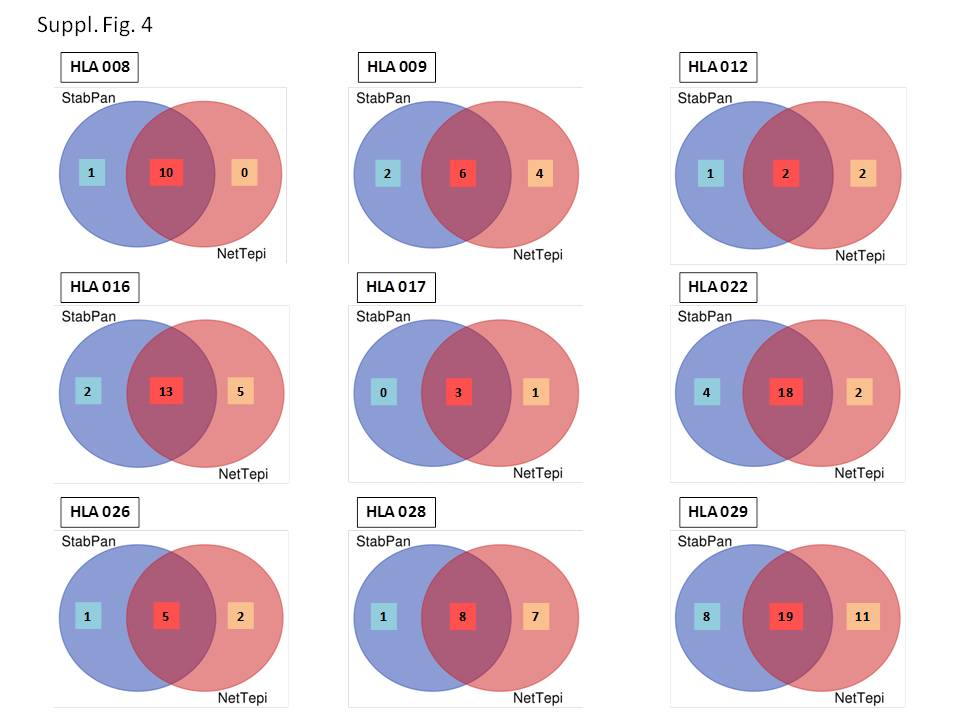 Suppl. Fig. 4
HLA 008
StabPan
1
10
0
NetTepi
HLA 009
2
6
4
NetTepi
HLA 012
StabPan
1
2
2
NetTepi
HLA 016
StabPan
2
13
5
NetTepi
HLA 017
StabPan
0
3
1
NetTepi
HLA 022
StabPan
4
18
2
NetTepi
HLA 026
StabPan
1
5
2
NetTepi
HLA 028
StabPan
1
8
7
NetTepi
HLA 029
StabPan
8
19
11
NetTepi